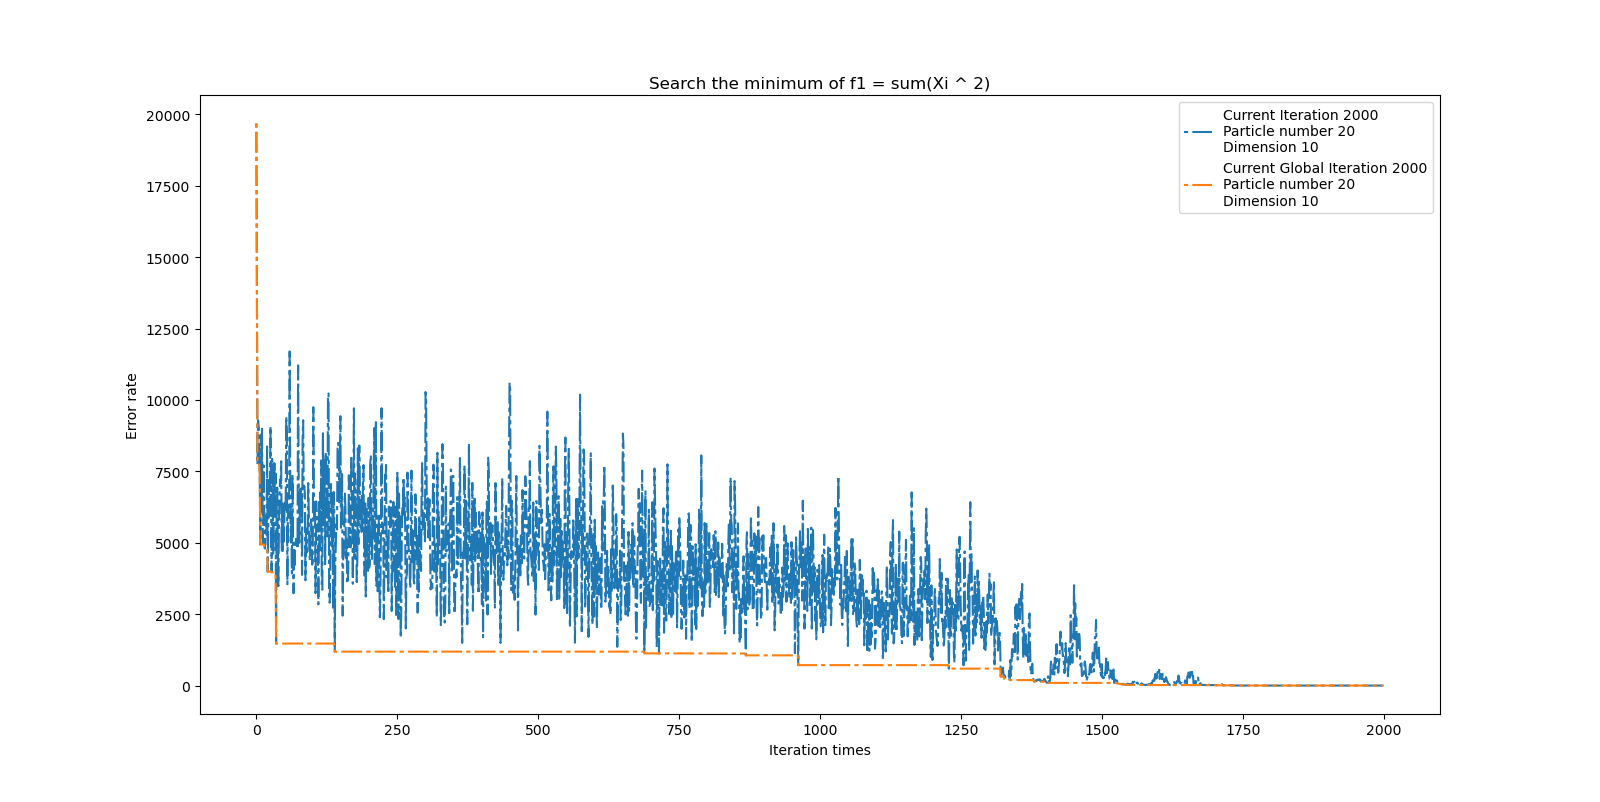 Search the minimum of f1 = sum(Xi ^ 2)
Current Iteration 2000
Particle number 20
Dimension 10
Current Global Iteration 2000
Particle number 20
Dimension 10
Error rate
20000
17500
15000
12500
10000
7500
5000
2500
0
0 250 500 750 1000 1250 1500 1750 2000
Iteration times